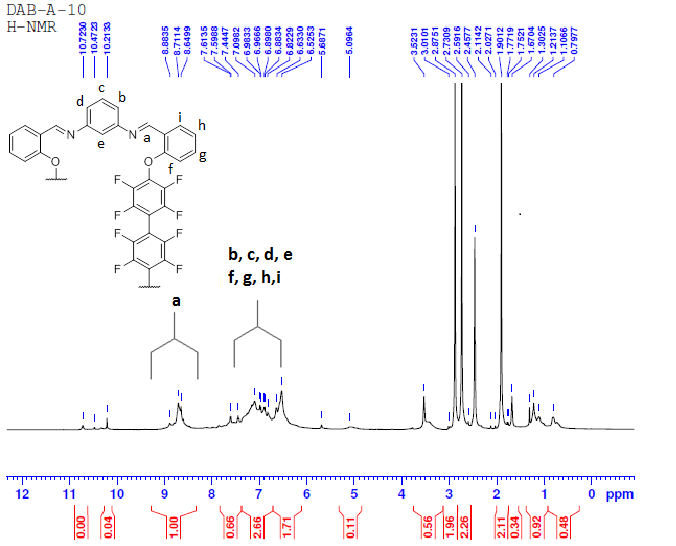 DAB-A-10
H-NMR
10.4723
10.2133
8.8835
8.7114
8.6499
7.6135
7.5988
7.4447
7.0982
6.9833
6.9666
6.8980
6.8834
6.8229
6.6330
6.5253
5.6871
5.0964
3.5231
3.0101
2.8751
2.7309
2.5916
2.4577
2.1142
2.0271
1.9012
1.7719
1.7521
1.6704
1.3025
1.2137
1.1066
0.7977
c
d b
i
N N
h
a
e
g
O O f
F F
F F
F F
F F
b, c, d, e
f, g, h,i
a
12 11 10 9 8 7 6 5 4 3 2 1 0 ppm
0.00 0.04 1.00 0.66 2.66 1.71 0.11 0.56 1.96 2.26 2.11 0.34 0.92 0.48